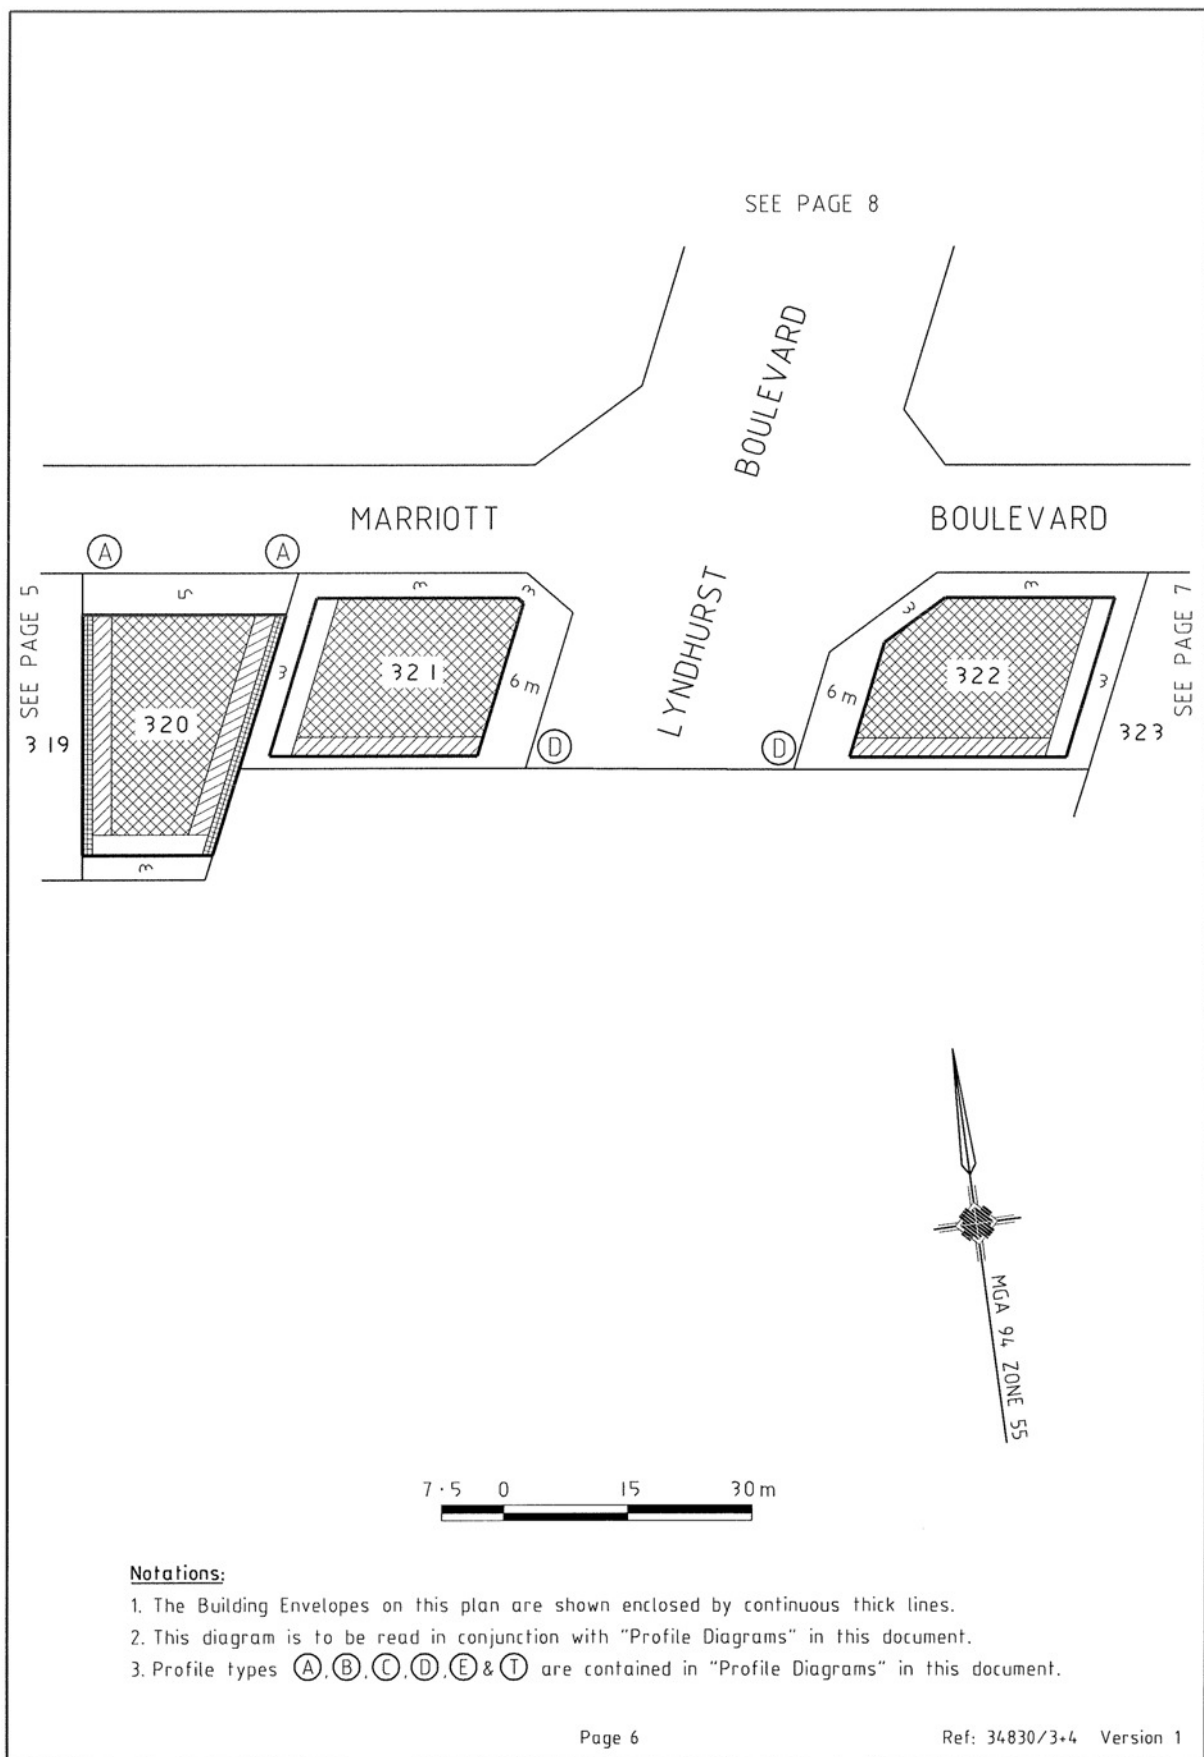 SEE PAGE 8
LYNDHURST BOULEVARD
MARRIOTT BOULEVARD
A
A
SEE PAGE 5
5
3
3
3
3
SEE PAGE 7
3 19
320
3
321
6 m
D
6 m
D
322
3
323
3
MGA 94 ZONE 55
7·5 0 15 30 m
Notations:
1. The Building Envelopes on this plan are shown enclosed by continuous thick lines.
2. This diagram is to be read in conjunction with "Profile Diagrams" in this document.
3. Profile types A, B, C, D, E & T are contained in "Profile Diagrams" in this document.
Page 6
Ref: 34830/3+4 Version 1